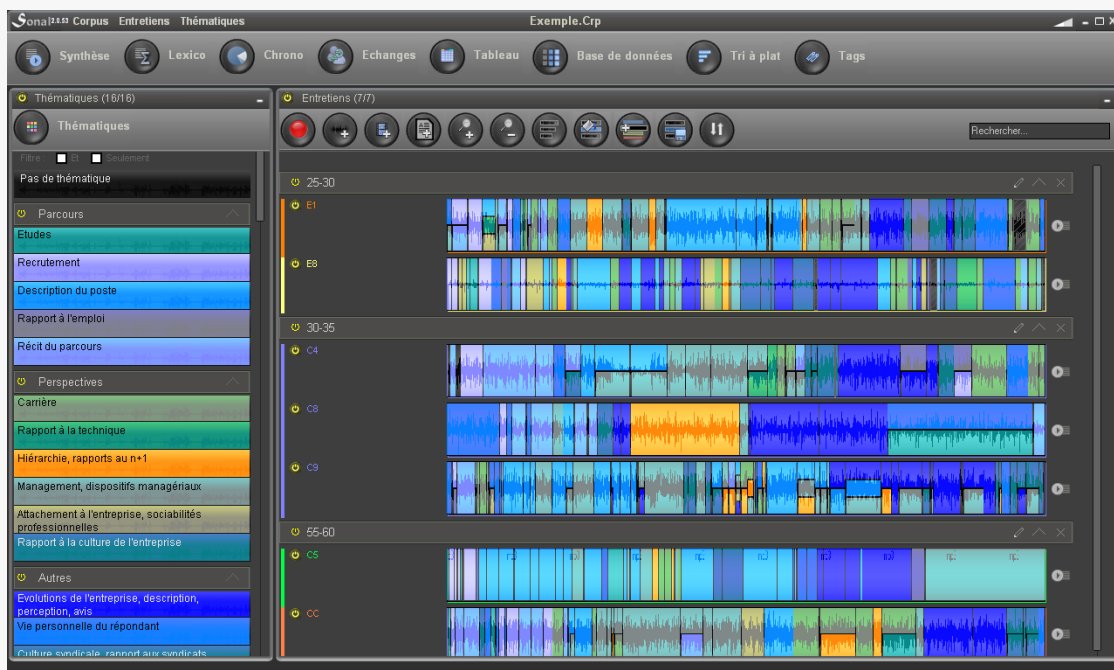 Sonal 2.0.53 Corpus Entretiens Thématiques
Exemple.Crp
Synthèse Lexico Chrono Echanges Tableau Base de données Tri à plat Tags
Thématiques (16/16)
Thématiques
Filtre : Et Seulement
Pas de thématique
Parcours
Etudes
Recrutement
Description du poste
Rapport à l'emploi
Récit du parcours
Perspectives
Carrière
Rapport à la technique
Hiérarchie, rapports au n+1
Management, dispositifs managériaux
Attachement à l'entreprise, sociabilités
professionnelles
Rapport à la culture de l'entreprise
Autres
Evolutions de l'entreprise, description,
perception, avis
Vie personnelle du répondant
Culture syndicale, rapport aux syndicats
Entretiens (7/7)
Rechercher...
25-30
E1
E8
30-35
C4
C8
C9
55-60
C5
CC